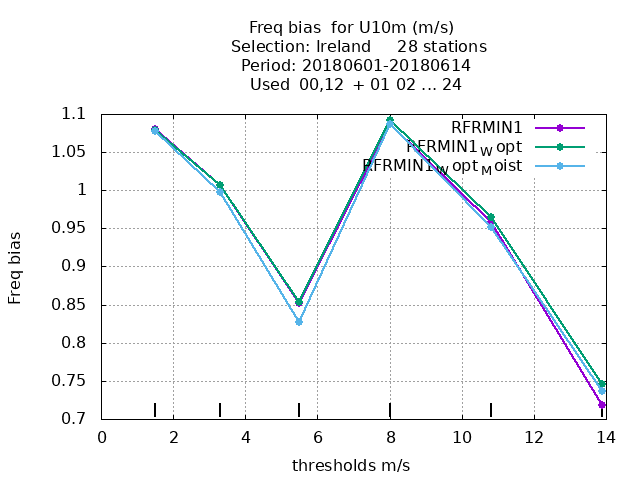 Freq bias for U10m (m/s)
Selection: Ireland 28 stations
Period: 20180601-20180614
Used 00,12 + 01 02 ... 24
1.1
1.05
1
0.95
0.9
0.85
0.8
0.75
0.7
Freq bias
RFRMIN1
RFRMIN1_W opt
RFRMIN1_W opt_M oist
0 2 4 6 8 10 12 14
thresholds m/s